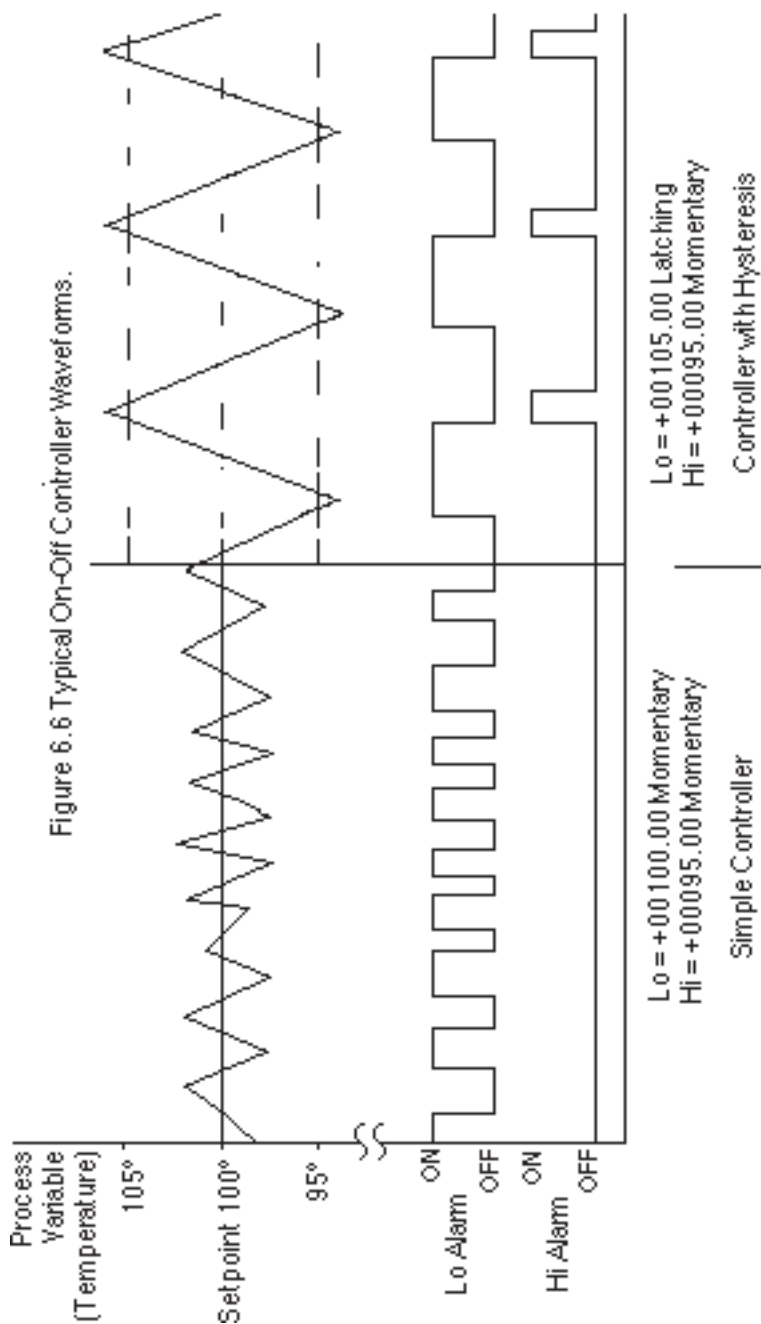 Figure 6.6 Typical On-Off Controller Waveforms.
Process
Variable
(Temperature)
105°
Setpoint 100°
95°
ON
Lo Alarm
OFF
ON
Hi Alarm
OFF
Lo = +00100.00 Momentary
Hi = +00095.00 Momentary
Simple Controller
Lo = +00105.00 Latching
Hi = +00095.00 Momentary
Controller with Hysteresis